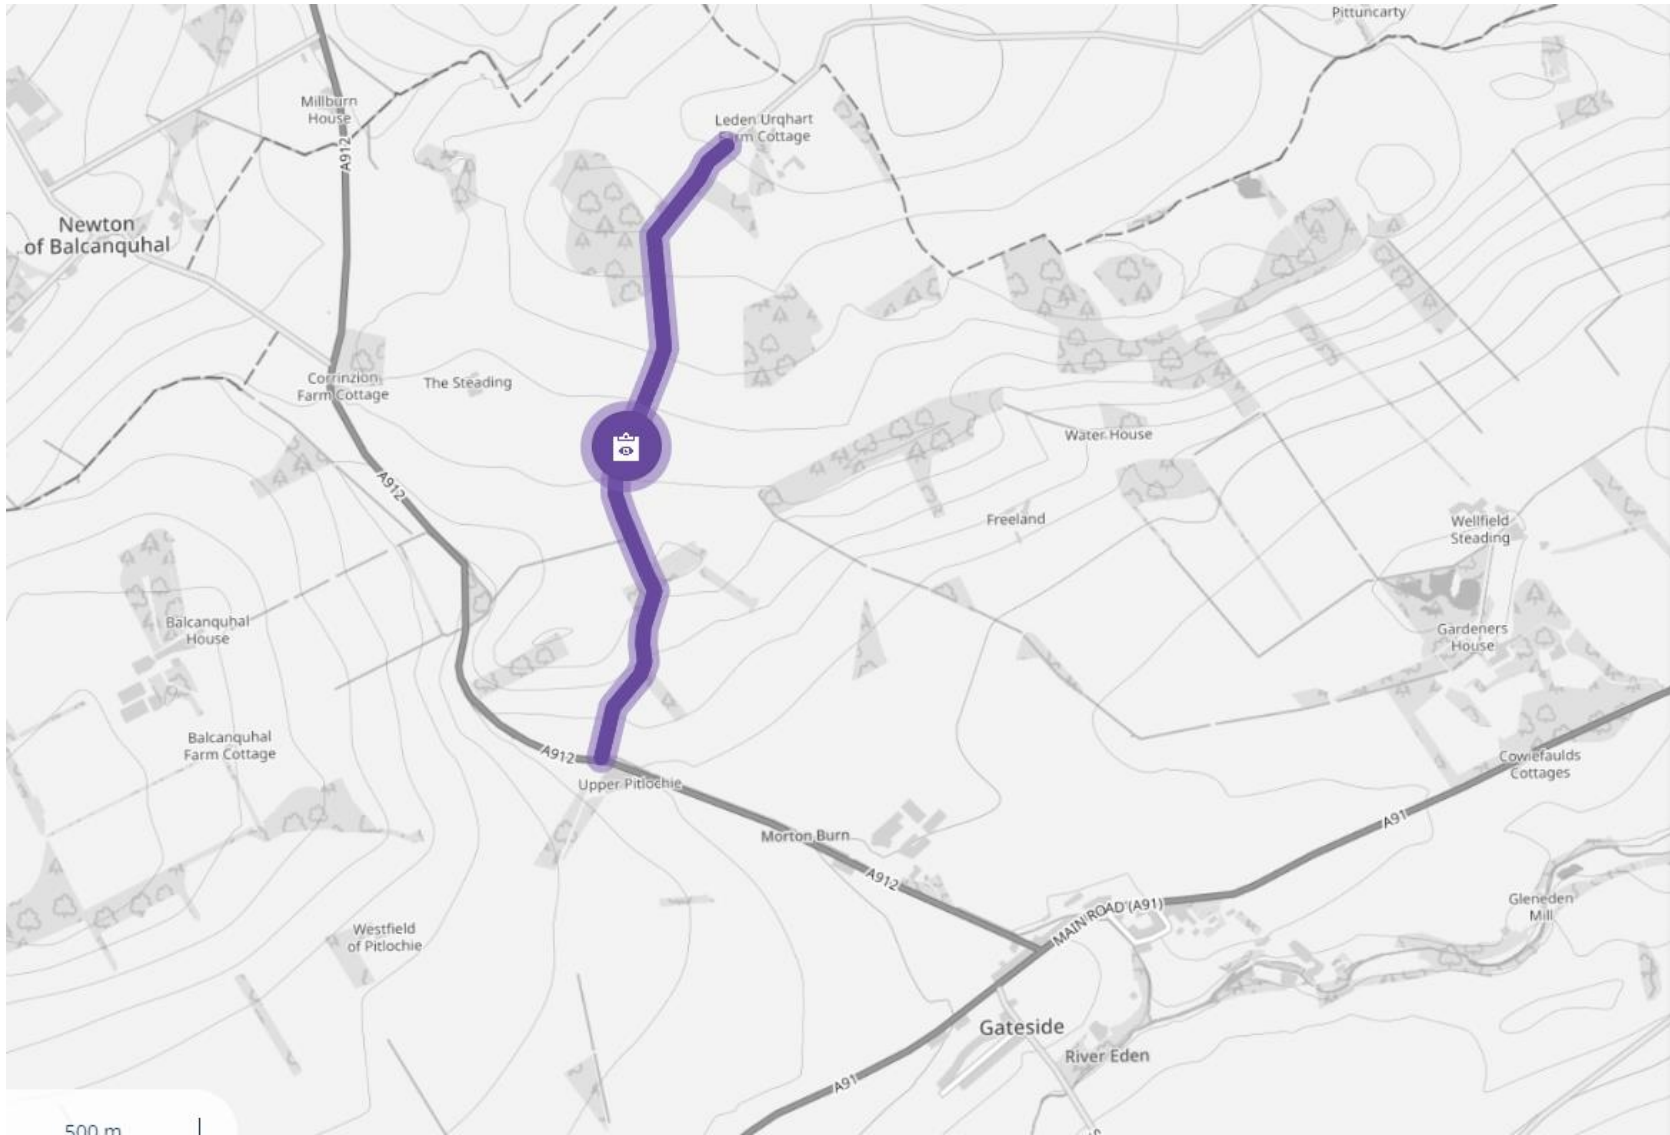 Pittuncarty
Millburn
House
Leden Urqhart
Farm Cottage
A912
Newton
of Balcanquhal
Corrinzion
Farm Cottage
The Steading
Water House
A912
Freeland
Wellfield
Steading
Balcanquhal
House
Gardeners
House
Balcanquhal
Farm Cottage
A912
Upper Pitlochie
Cowiefaulds
Cottages
A91
Morton Burn
A912
Gleneden
Mill
MAIN ROAD (A91)
Westfield
of Pitlochie
Gateside
River Eden
A91
500 m